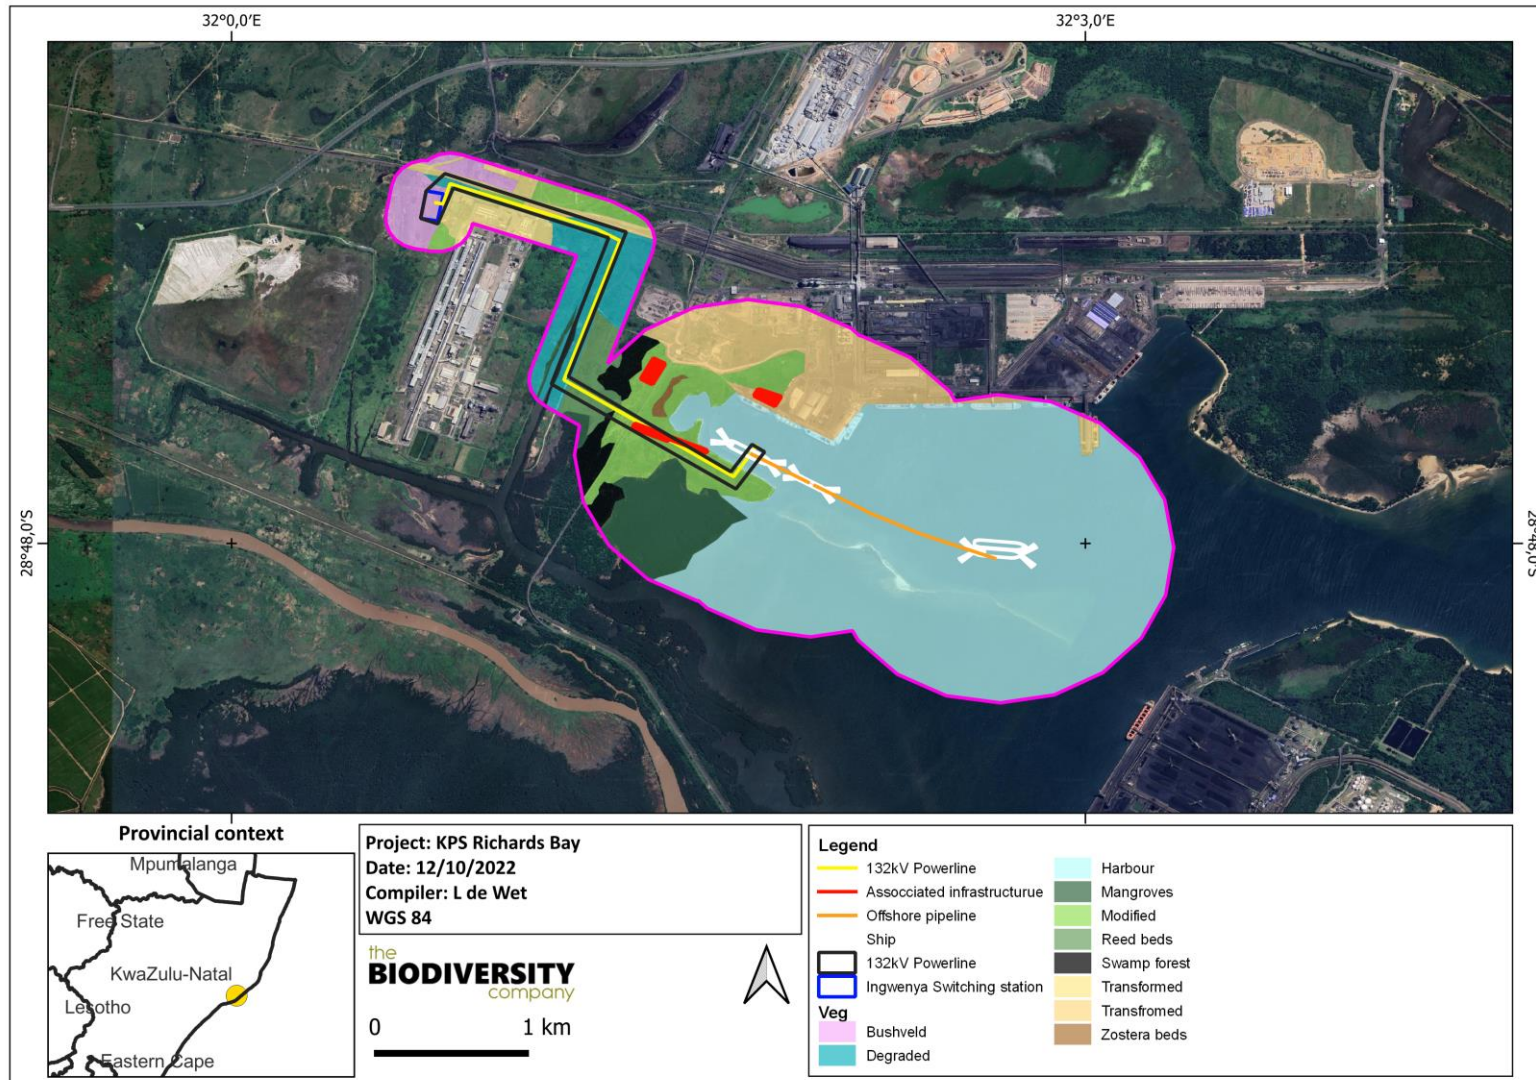 32°0,0'E
32°3,0'E
28°48,0'S
28°48,0'S
Provincial context
Mpumalanga
Free State
KwaZulu-Natal
Lesotho
Eastern Cape
Project: KPS Richards Bay
Date: 12/10/2022
Compiler: L de Wet
WGS 84
the
BIODIVERSITY
company
0 1 km
Legend
132kV Powerline
Assocciated infrastructurue
Offshore pipeline
Ship
132kV Powerline
Ingwenya Switching station
Veg
Bushveld
Degraded
Harbour
Mangroves
Modified
Reed beds
Swamp forest
Transformed
Transfromed
Zostera beds